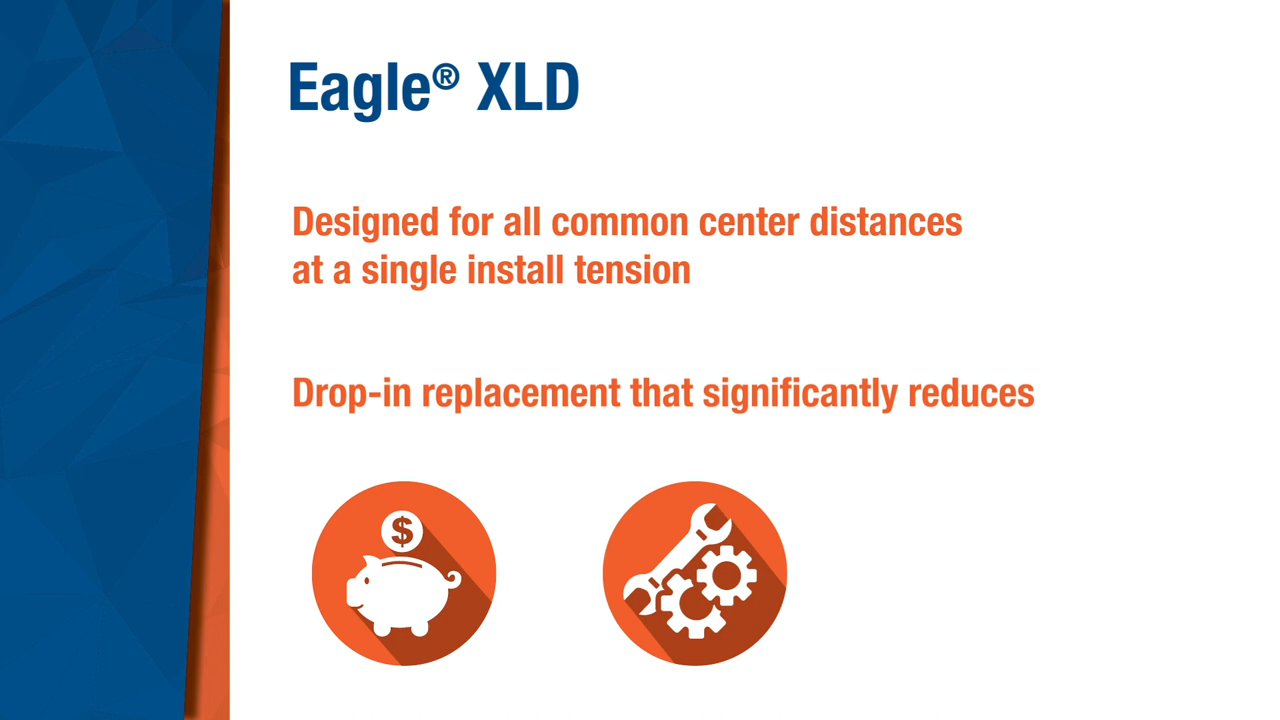 Eagle® XLD
Designed for all common center distances
at a single install tension
Drop-in replacement that significantly reduces
$